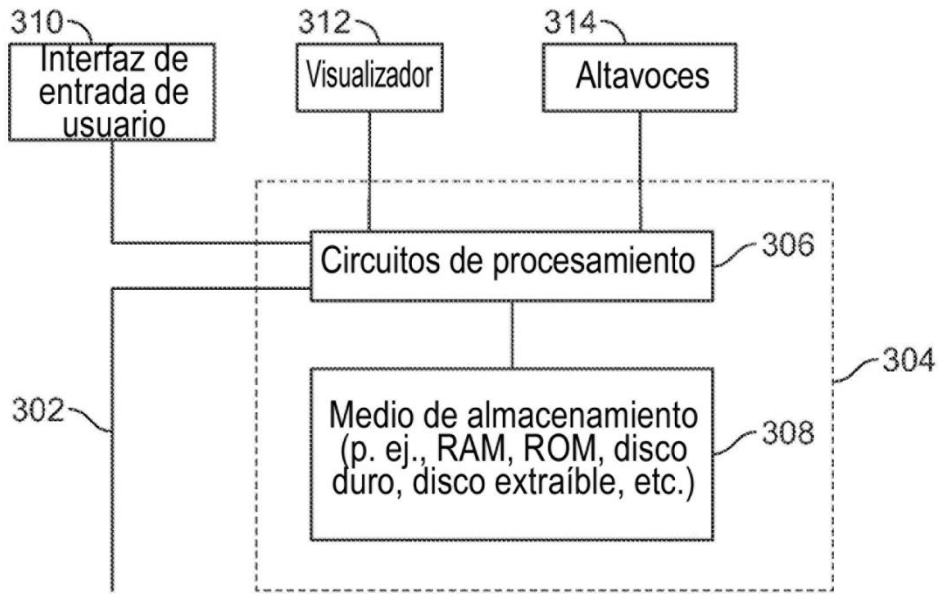 310
312
314
Interfaz de
entrada de
usuario
Visualizador
Altavoces
Circuitos de procesamiento
306
304
302
Medio de almacenamiento
(p. ej., RAM, ROM, disco
duro, disco extraíble, etc.)
308